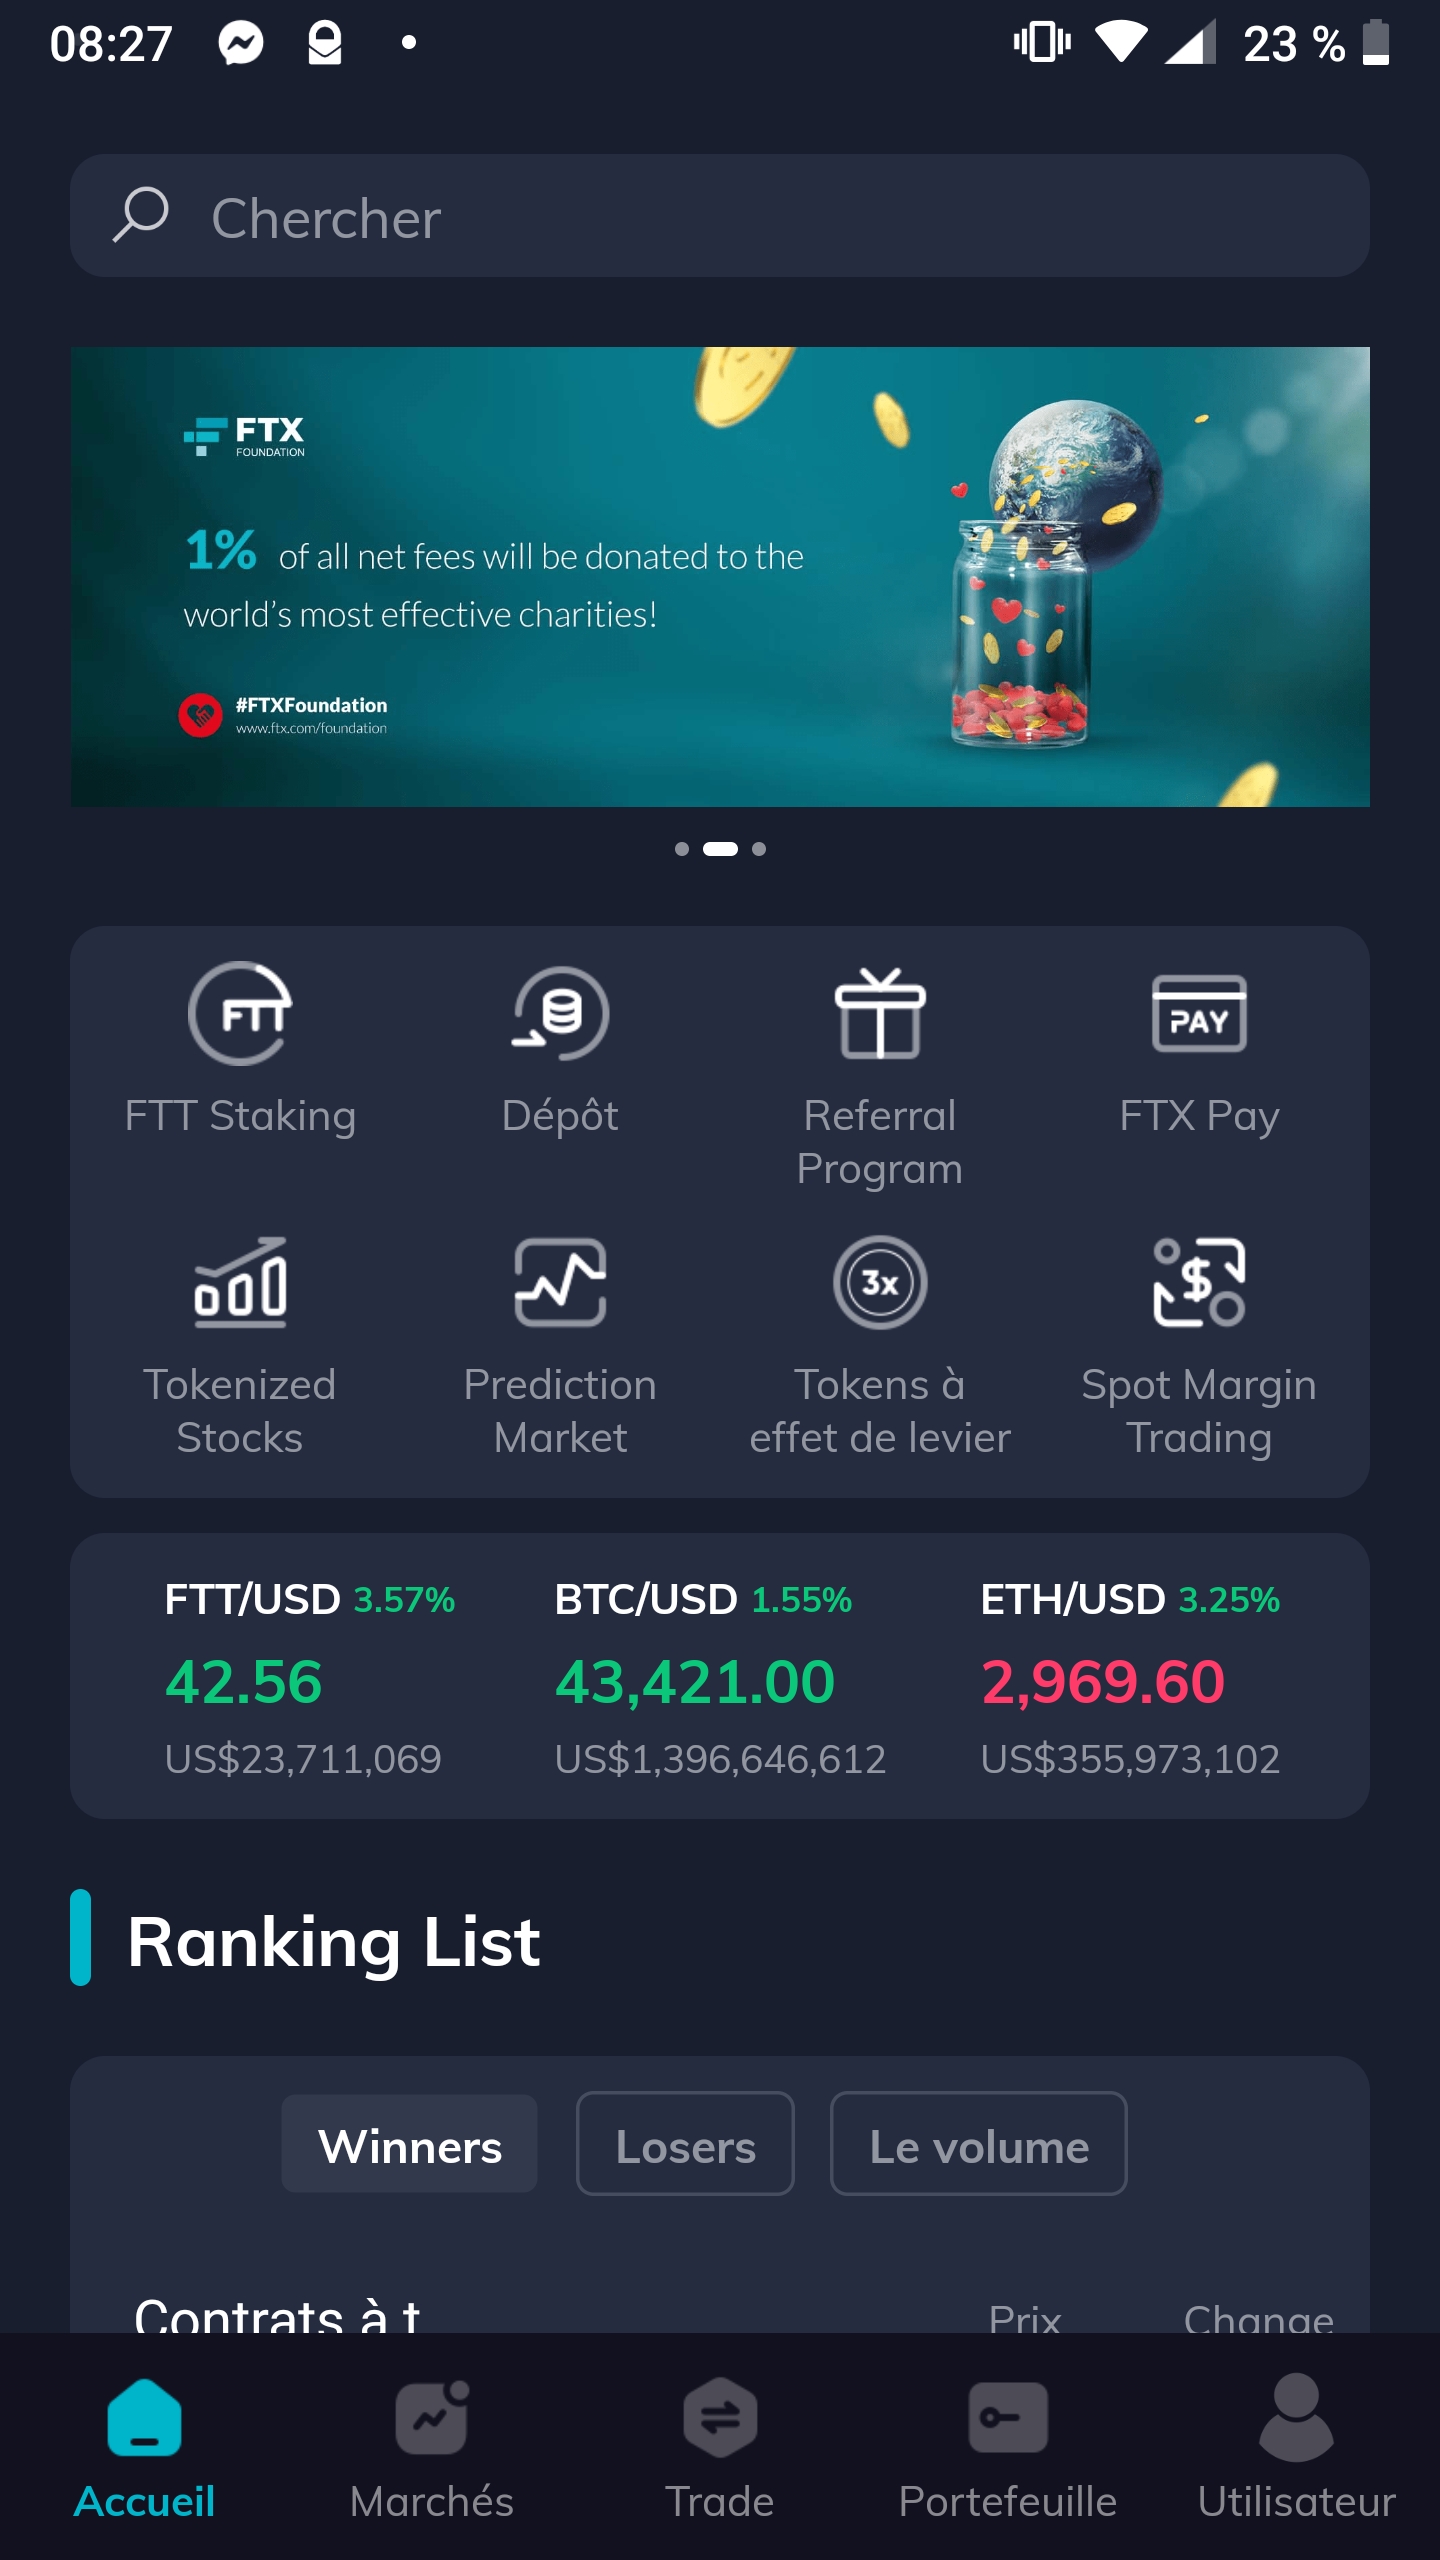 08:27
23 %
Chercher
FTX
FOUNDATION
1% of all net fees will be donated to the
world's most effective charities!
#FTXFoundation
www.ftx.com/foundation
FTT
PAY
FTT Staking
Dépôt
Referral
Program
FTX Pay
3x
$
Tokenized
Stocks
Prediction
Market
Tokens à
effet de levier
Spot Margin
Trading
FTT/USD 3.57%
42.56
US$23,711,069
BTC/USD 1.55%
43,421.00
US$1,396,646,612
ETH/USD 3.25%
2,969.60
US$355,973,102
Ranking List
Winners
Losers
Le volume
Contrats à t
Prix
Change
Accueil
Marchés
Trade
Portefeuille
Utilisateur